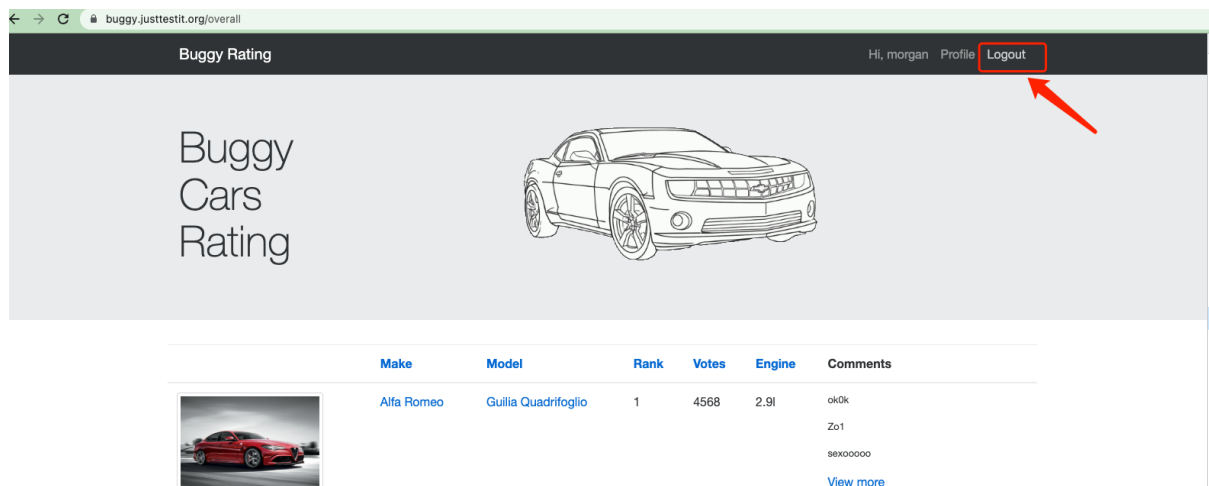 buggy.justtestit.org/overall
Buggy Rating
Hi, morgan Profile Logout
Buggy
Cars
Rating
Make Model Rank Votes Engine Comments
Alfa Romeo Guilia Quadrifoglio 1 4568 2.9l ok0k
Zo1
sexooooo
View more